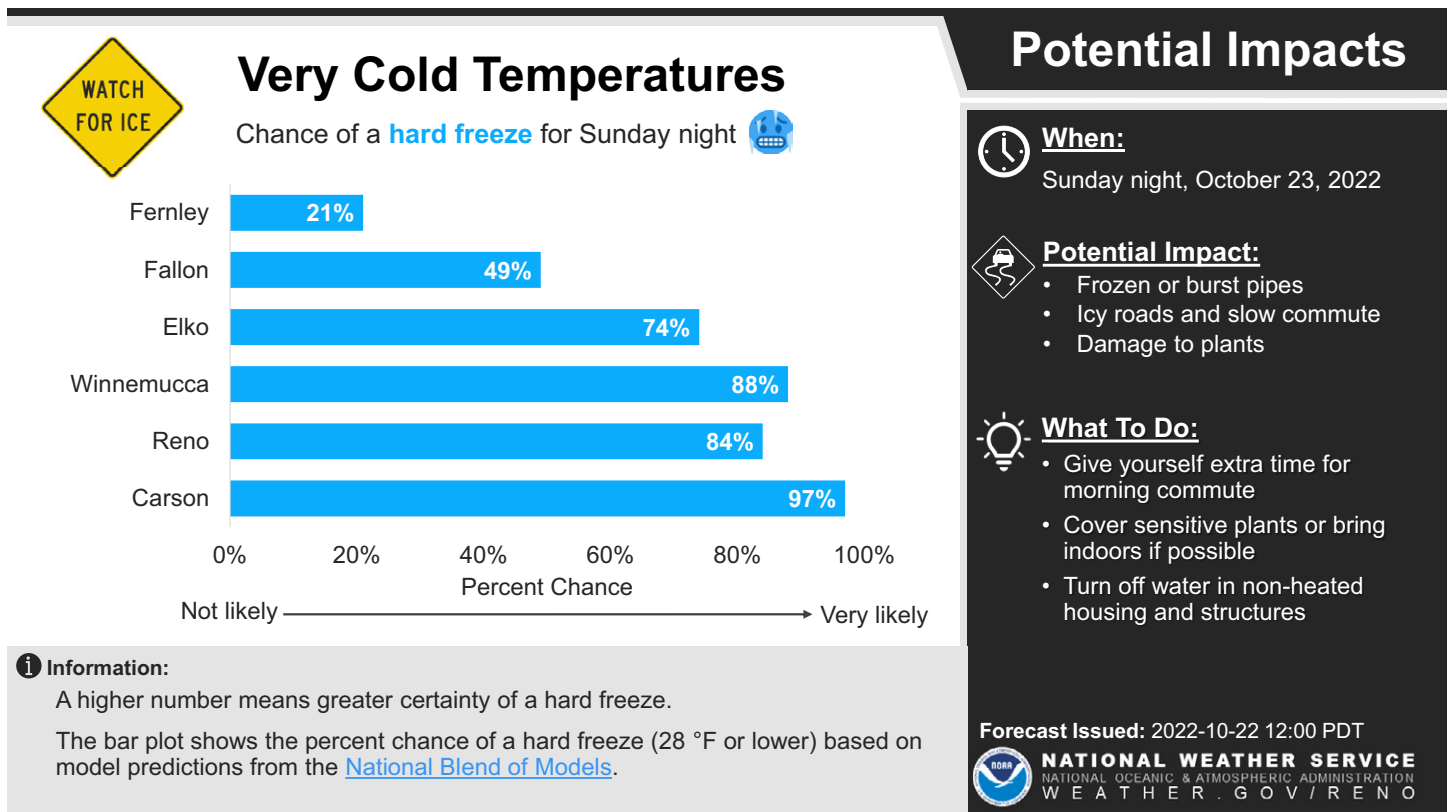 WATCH
FOR ICE
Very Cold Temperatures
Chance of a hard freeze for Sunday night
Fernley
21%
Fallon
49%
Elko
74%
Winnemucca
88%
Reno
84%
Carson
97%
0% 20% 40% 60% 80% 100%
Percent Chance
Not likely
Very likely
Information:
A higher number means greater certainty of a hard freeze.
The bar plot shows the percent chance of a hard freeze (28 °F or lower) based on
model predictions from the National Blend of Models.
Potential Impacts
When:
Sunday night, October 23, 2022
Potential Impact:
• Frozen or burst pipes
• Icy roads and slow commute
• Damage to plants
What To Do:
• Give yourself extra time for
morning commute
• Cover sensitive plants or bring
indoors if possible
• Turn off water in non-heated
housing and structures
Forecast Issued: 2022-10-22 12:00 PDT
NOAA
NATIONAL WEATHER SERVICE
NATIONAL OCEANIC & ATMOSPHERIC ADMINISTRATION
WEATHER.GOV/RENO